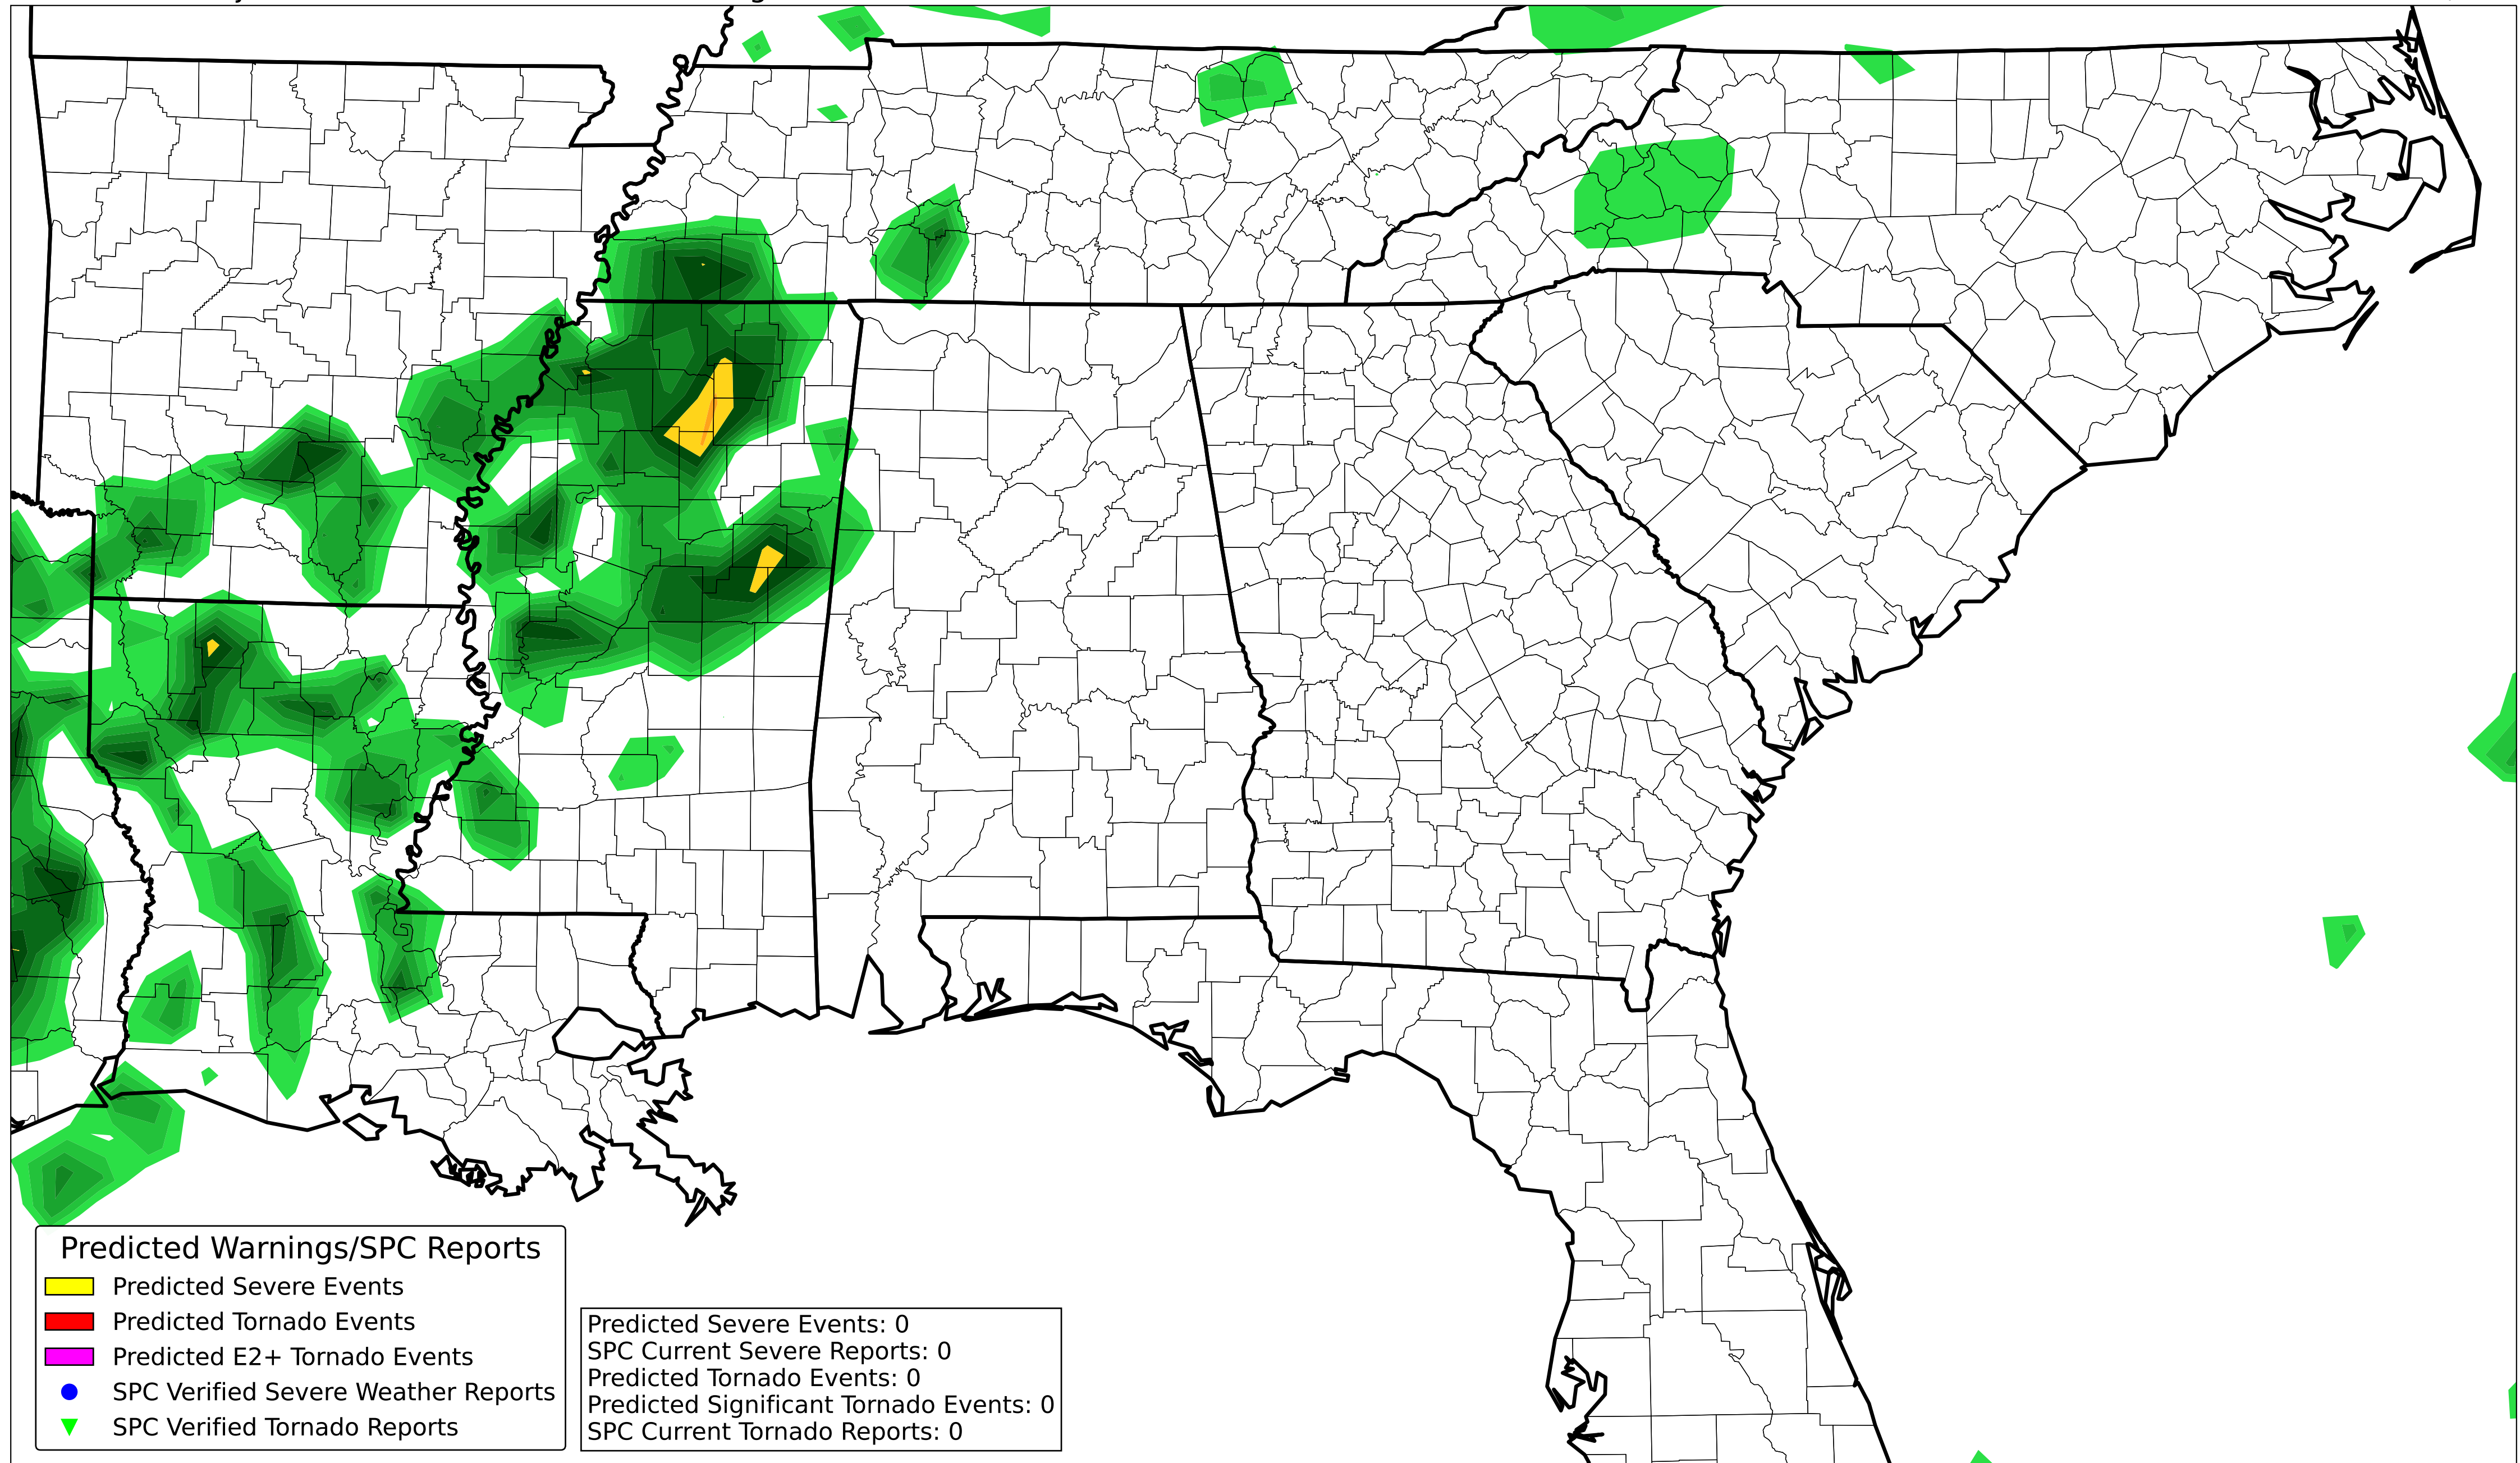 Predicted Warnings/SPC Reports
Predicted Severe Events
Predicted Tornado Events
Predicted E2+ Tornado Events
SPC Verified Severe Weather Reports
SPC Verified Tornado Reports
Predicted Severe Events: 0
SPC Current Severe Reports: 0
Predicted Tornado Events: 0
Predicted Significant Tornado Events: 0
SPC Current Tornado Reports: 0